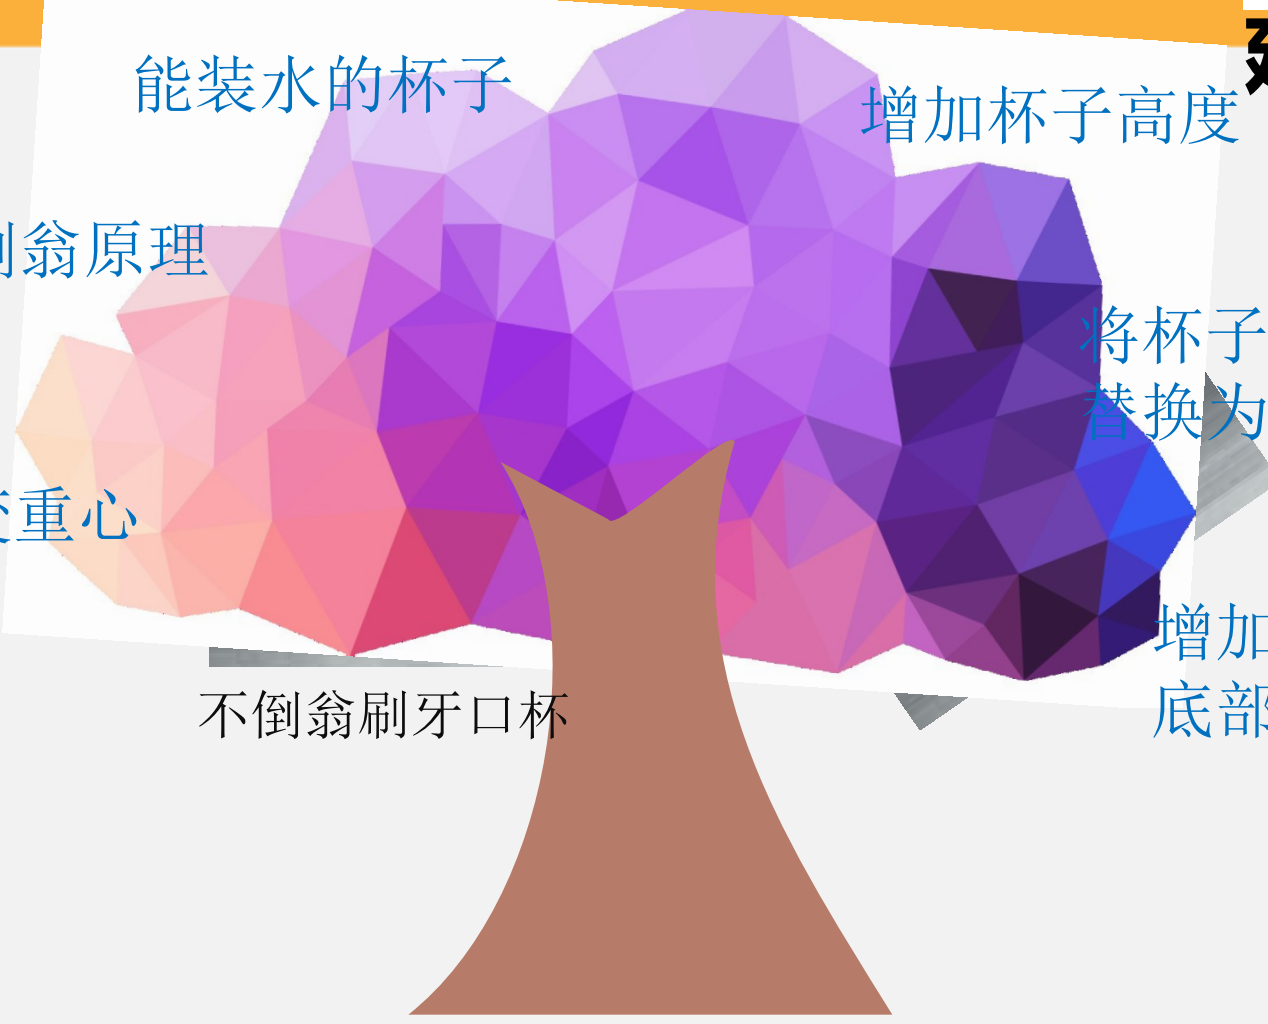 能装水的杯子
增加杯子高度
翁原理
将杯子
替换为
重心
增加
底部
不倒翁刷牙口杯